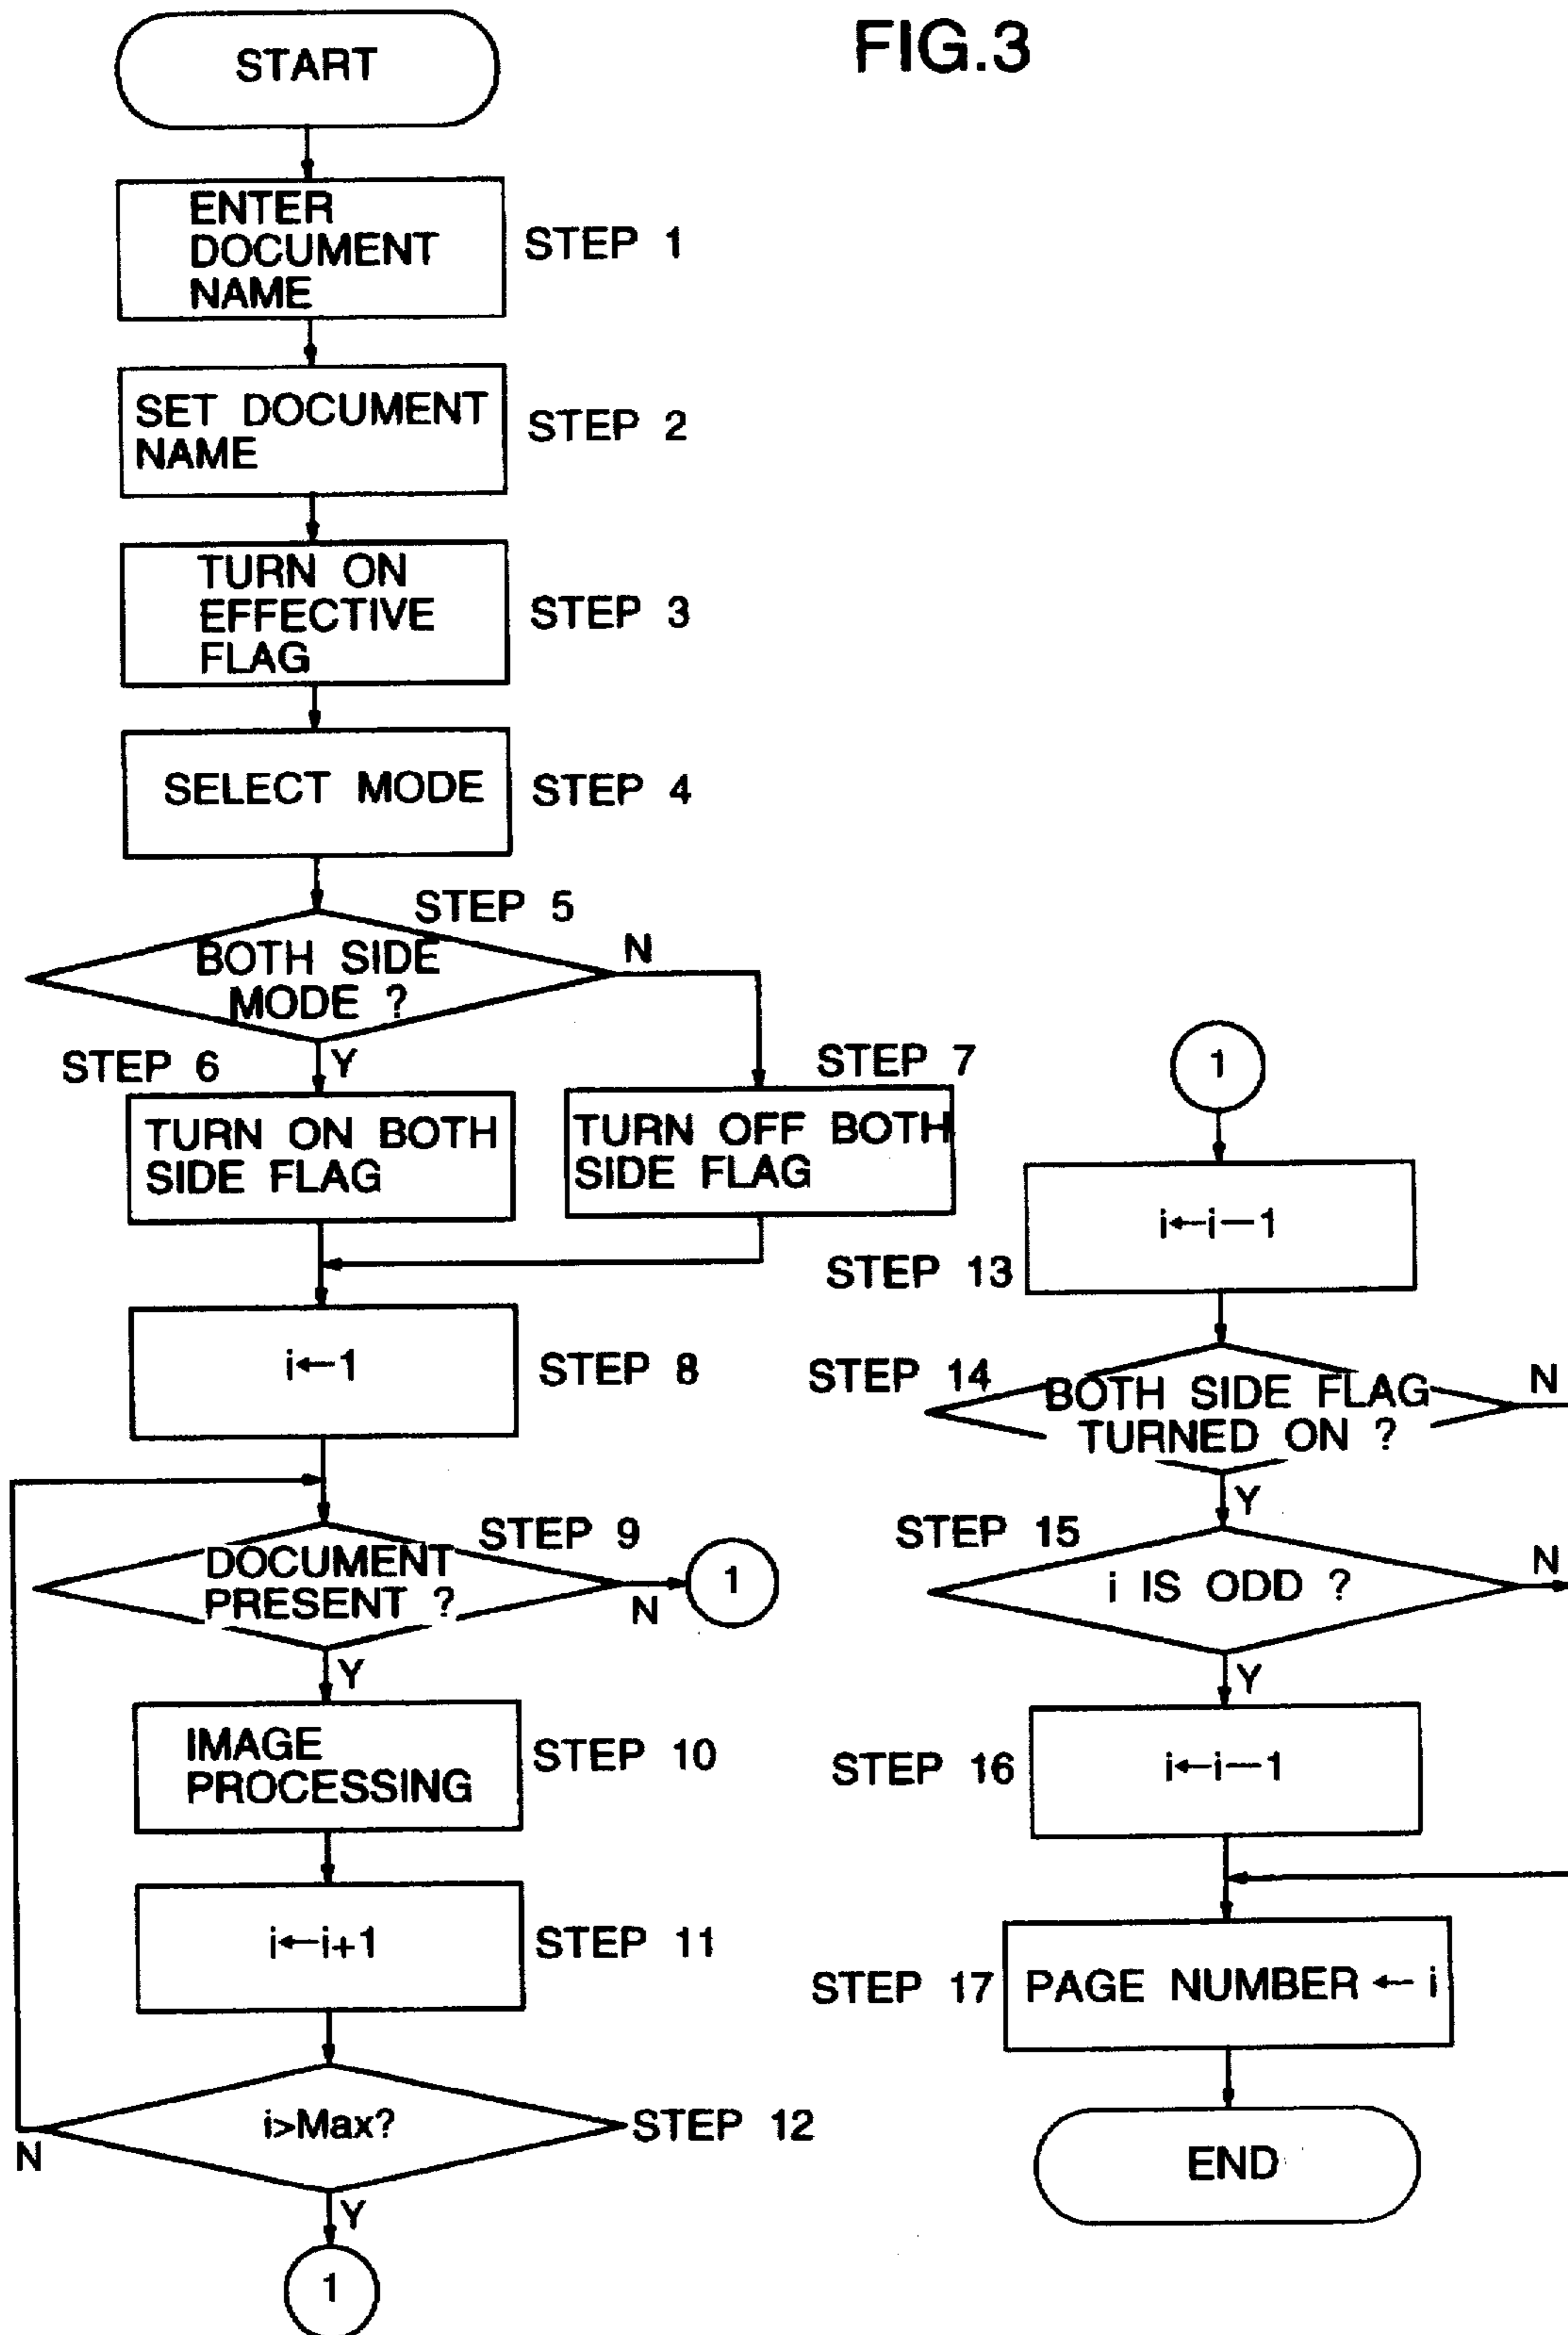 FIG.3
START
ENTER
DOCUMENT
NAME
STEP 1
SET DOCUMENT
NAME
STEP 2
TURN ON
EFFECTIVE
FLAG
STEP 3
SELECT MODE
STEP 4
STEP 5
BOTH SIDE
MODE ?
N
Y
STEP 6
TURN ON BOTH
SIDE FLAG
STEP 7
TURN OFF BOTH
SIDE FLAG
i←1
STEP 8
STEP 9
DOCUMENT
PRESENT ?
N
1
Y
IMAGE
PROCESSING
STEP 10
i←i+1
STEP 11
i>Max?
STEP 12
N
Y
1
1
i←i−1
STEP 13
STEP 14
BOTH SIDE FLAG
TURNED ON ?
N
Y
STEP 15
i IS ODD ?
N
Y
STEP 16
i←i−1
STEP 17
PAGE NUMBER ← i
END